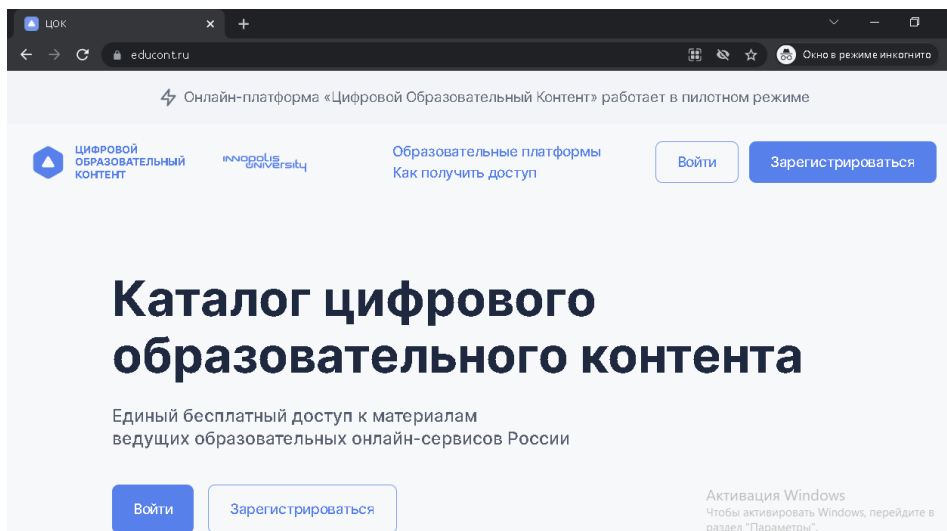 ЦОК
educont.ru
Окно в режиме инкогнито
Онлайн-платформа «Цифровой Образовательный Контент» работает в пилотном режиме
ЦИФРОВОЙ
ОБРАЗОВАТЕЛЬНЫЙ
КОНТЕНТ
INNOPOLIS
UNIVERSITY
Образовательные платформы
Как получить доступ
Войти
Зарегистрироваться
Каталог цифрового
образовательного контента
Единый бесплатный доступ к материалам
ведущих образовательных онлайн-сервисов России
Войти
Зарегистрироваться
Активация Windows
Чтобы активировать Windows, перейдите в
раздел "Параметры".